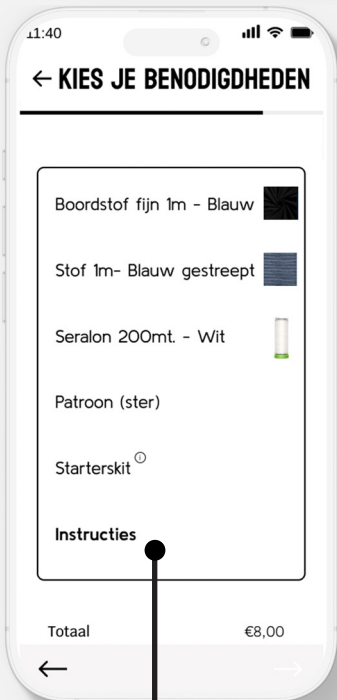 11:40
KIES JE BENODIGDHEDEN
Boordstof fijn 1m - Blauw
Stof 1m- Blauw gestreept
Seralon 200mt. - Wit
Patroon (ster)
Starterskit ⓘ
Instructies
Totaal €8,00